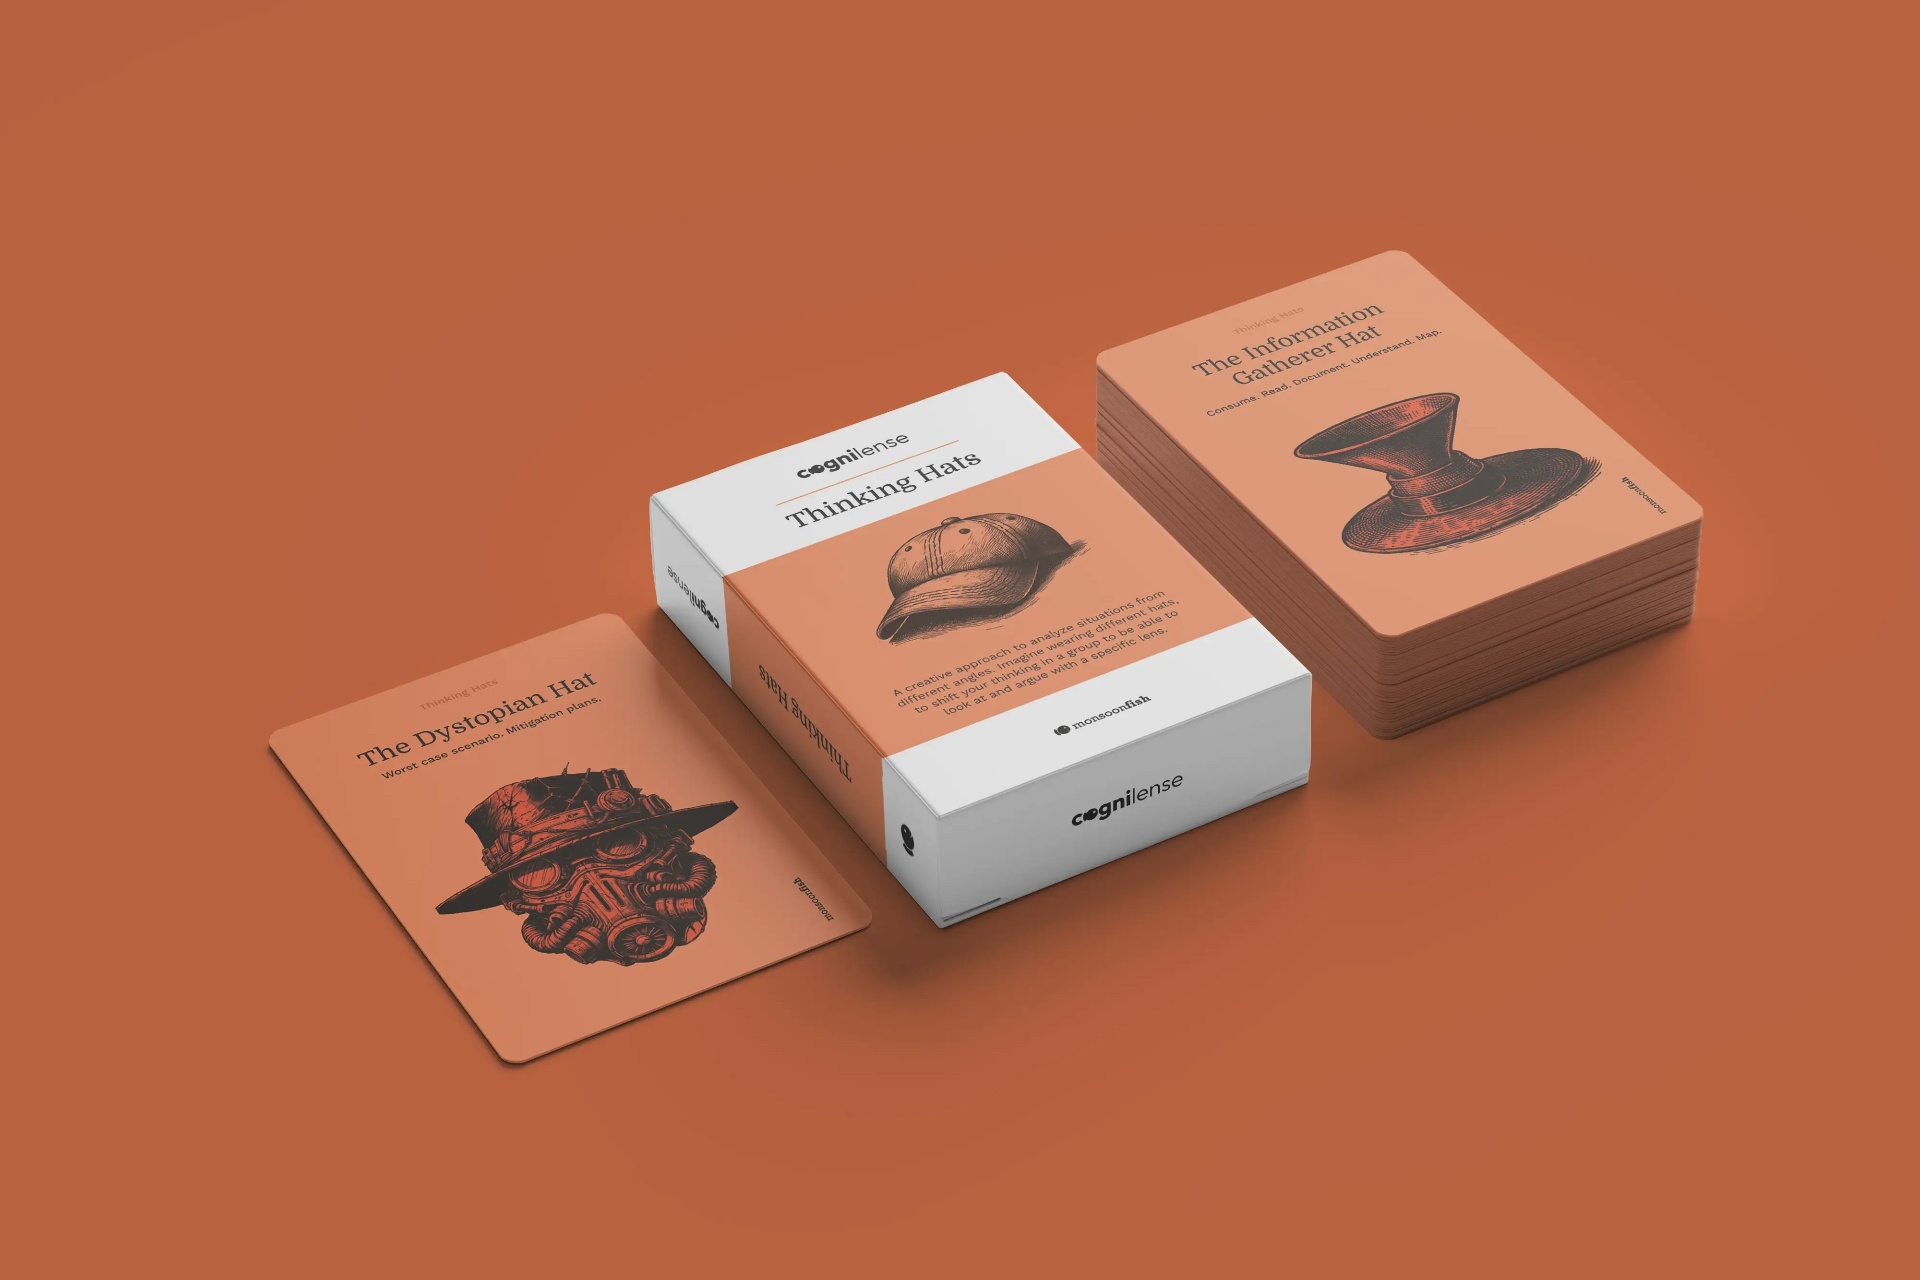 Thinking Hats
The Dystopian Hat
Worst case scenario. Mitigation plans.
monsoonfish
cognilense
Thinking Hats
A creative approach to analyze situations from
different angles. Imagine wearing different hats,
to shift your thinking in a group to be able to
look at and argue with a specific lens.
monsoonfish
cognilense
Thinking Hats
cognilense
Thinking Hats
The Information
Gatherer Hat
Consume. Read. Document. Understand. Map.
monsoonfish